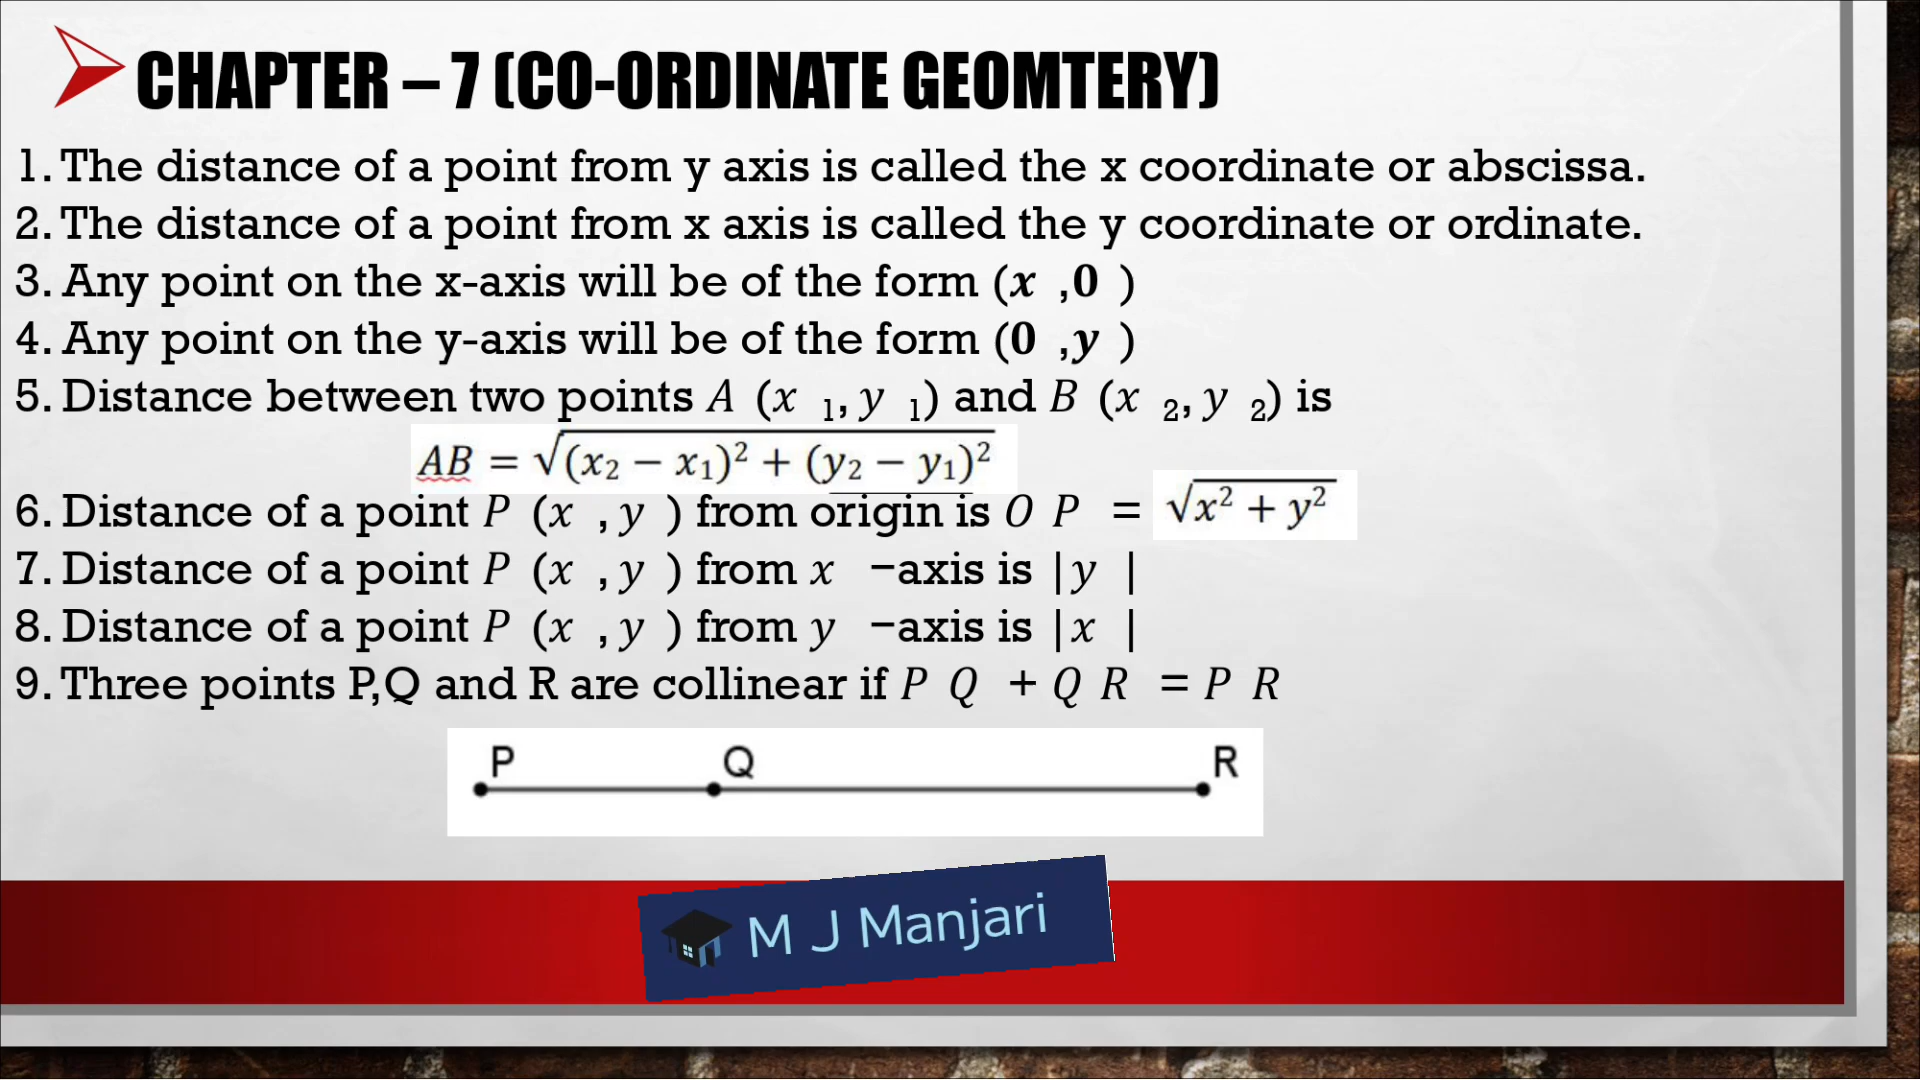 CHAPTER – 7 (CO-ORDINATE GEOMTERY)
1. The distance of a point from y axis is called the x coordinate or abscissa.
2. The distance of a point from x axis is called the y coordinate or ordinate.
3. Any point on the x-axis will be of the form (x ,0 )
4. Any point on the y-axis will be of the form (0 ,y )
5. Distance between two points A (x ₁, y ₁) and B (x ₂, y ₂) is
AB = √(x₂ − x₁)² + (y₂ − y₁)²
6. Distance of a point P (x , y ) from origin is O P = √x² + y²
7. Distance of a point P (x , y ) from x −axis is |y |
8. Distance of a point P (x , y ) from y −axis is |x |
9. Three points P,Q and R are collinear if P Q + Q R = P R
P Q R
M J Manjari